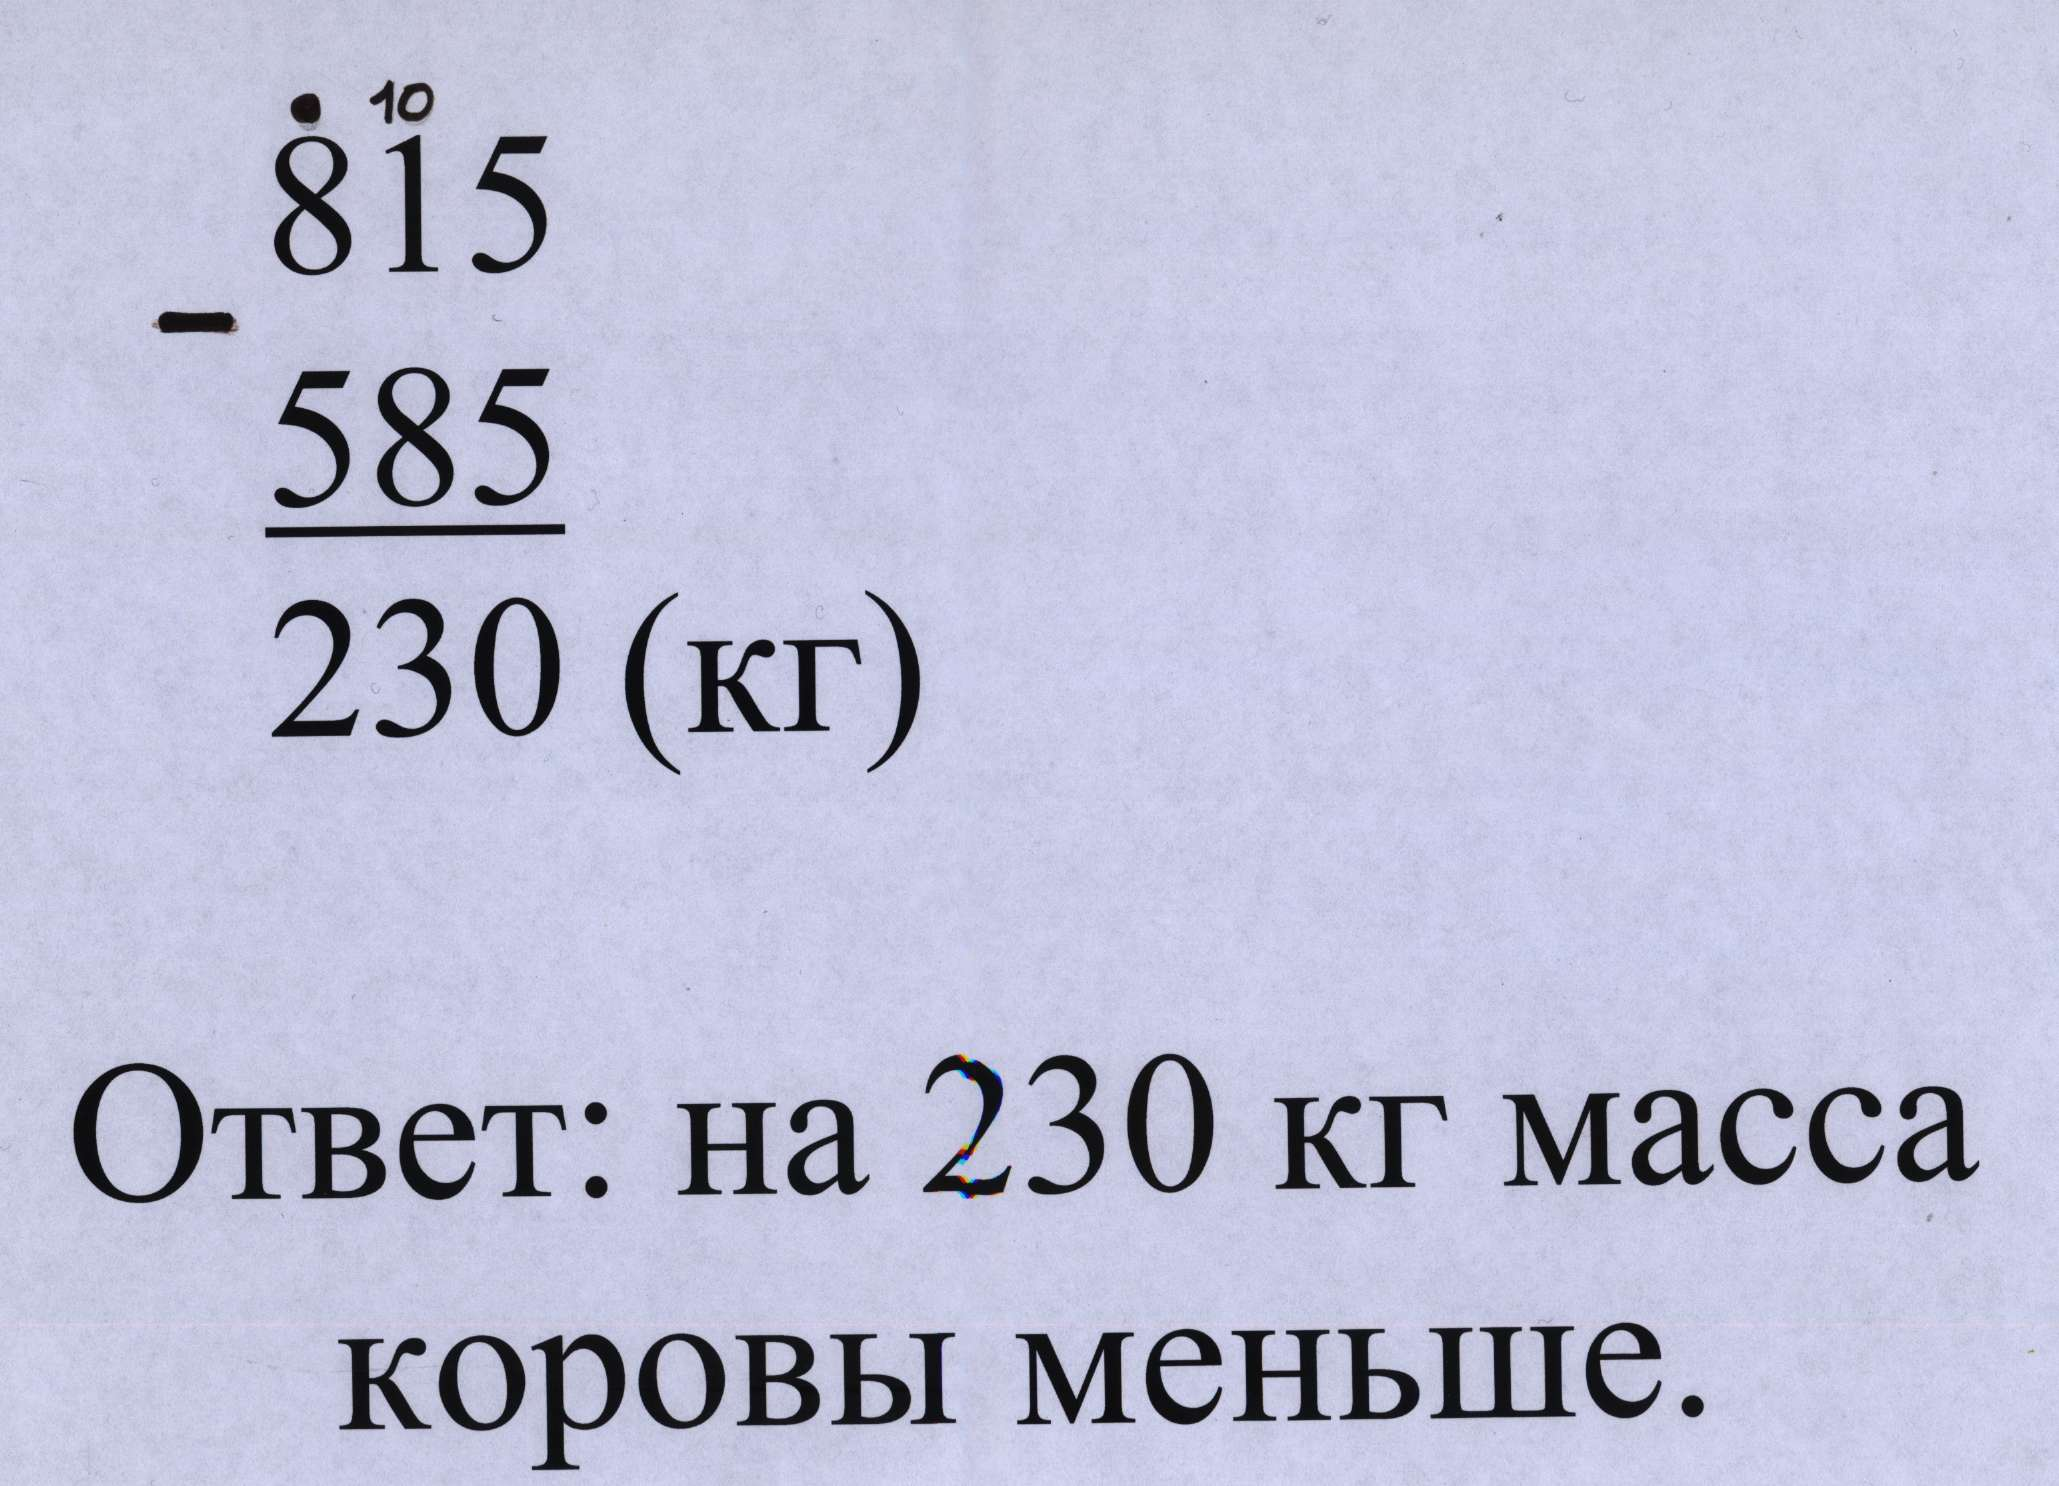 10
815
–
585
230 (кг)
Ответ: на 230 кг масса
коровы меньше.